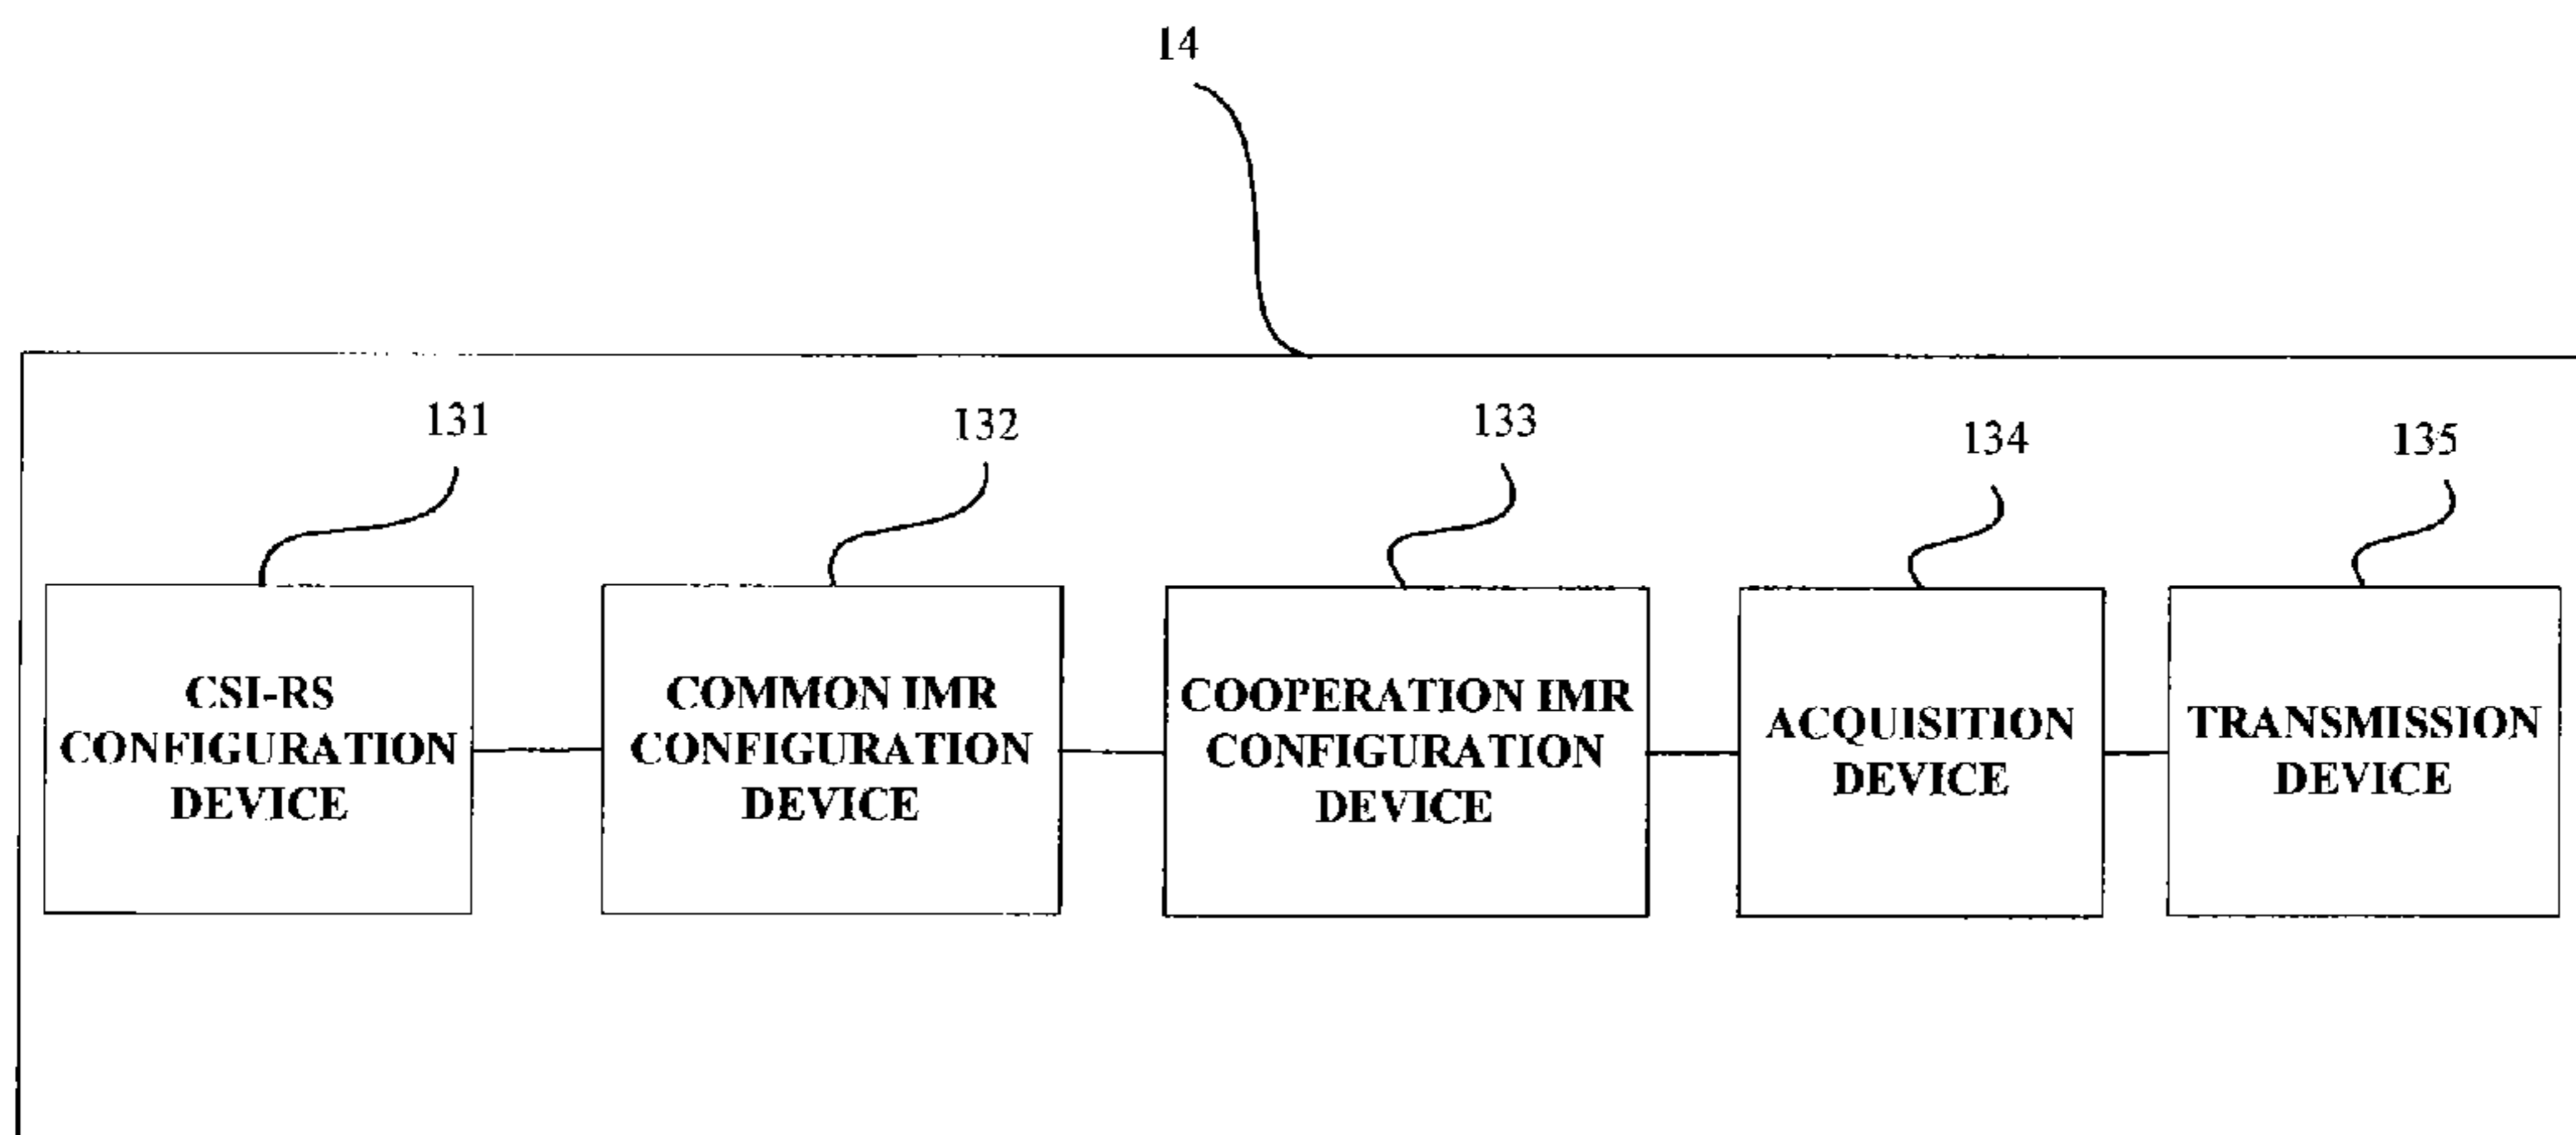 14
131
132
133
134
135
CSI-RS
CONFIGURATION
DEVICE
COMMON IMR
CONFIGURATION
DEVICE
COOPERATION IMR
CONFIGURATION
DEVICE
ACQUISITION
DEVICE
TRANSMISSION
DEVICE